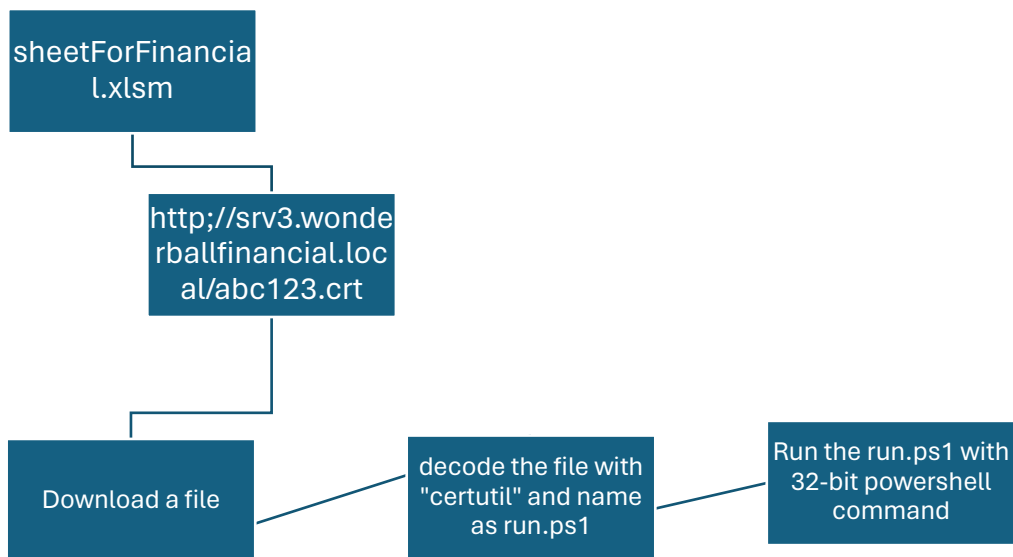 sheetForFinancia
l.xlsm
http;//srv3.wonde
rballfinancial.loc
al/abc123.crt
Download a file
decode the file with
"certutil" and name
as run.ps1
Run the run.ps1 with
32-bit powershell
command